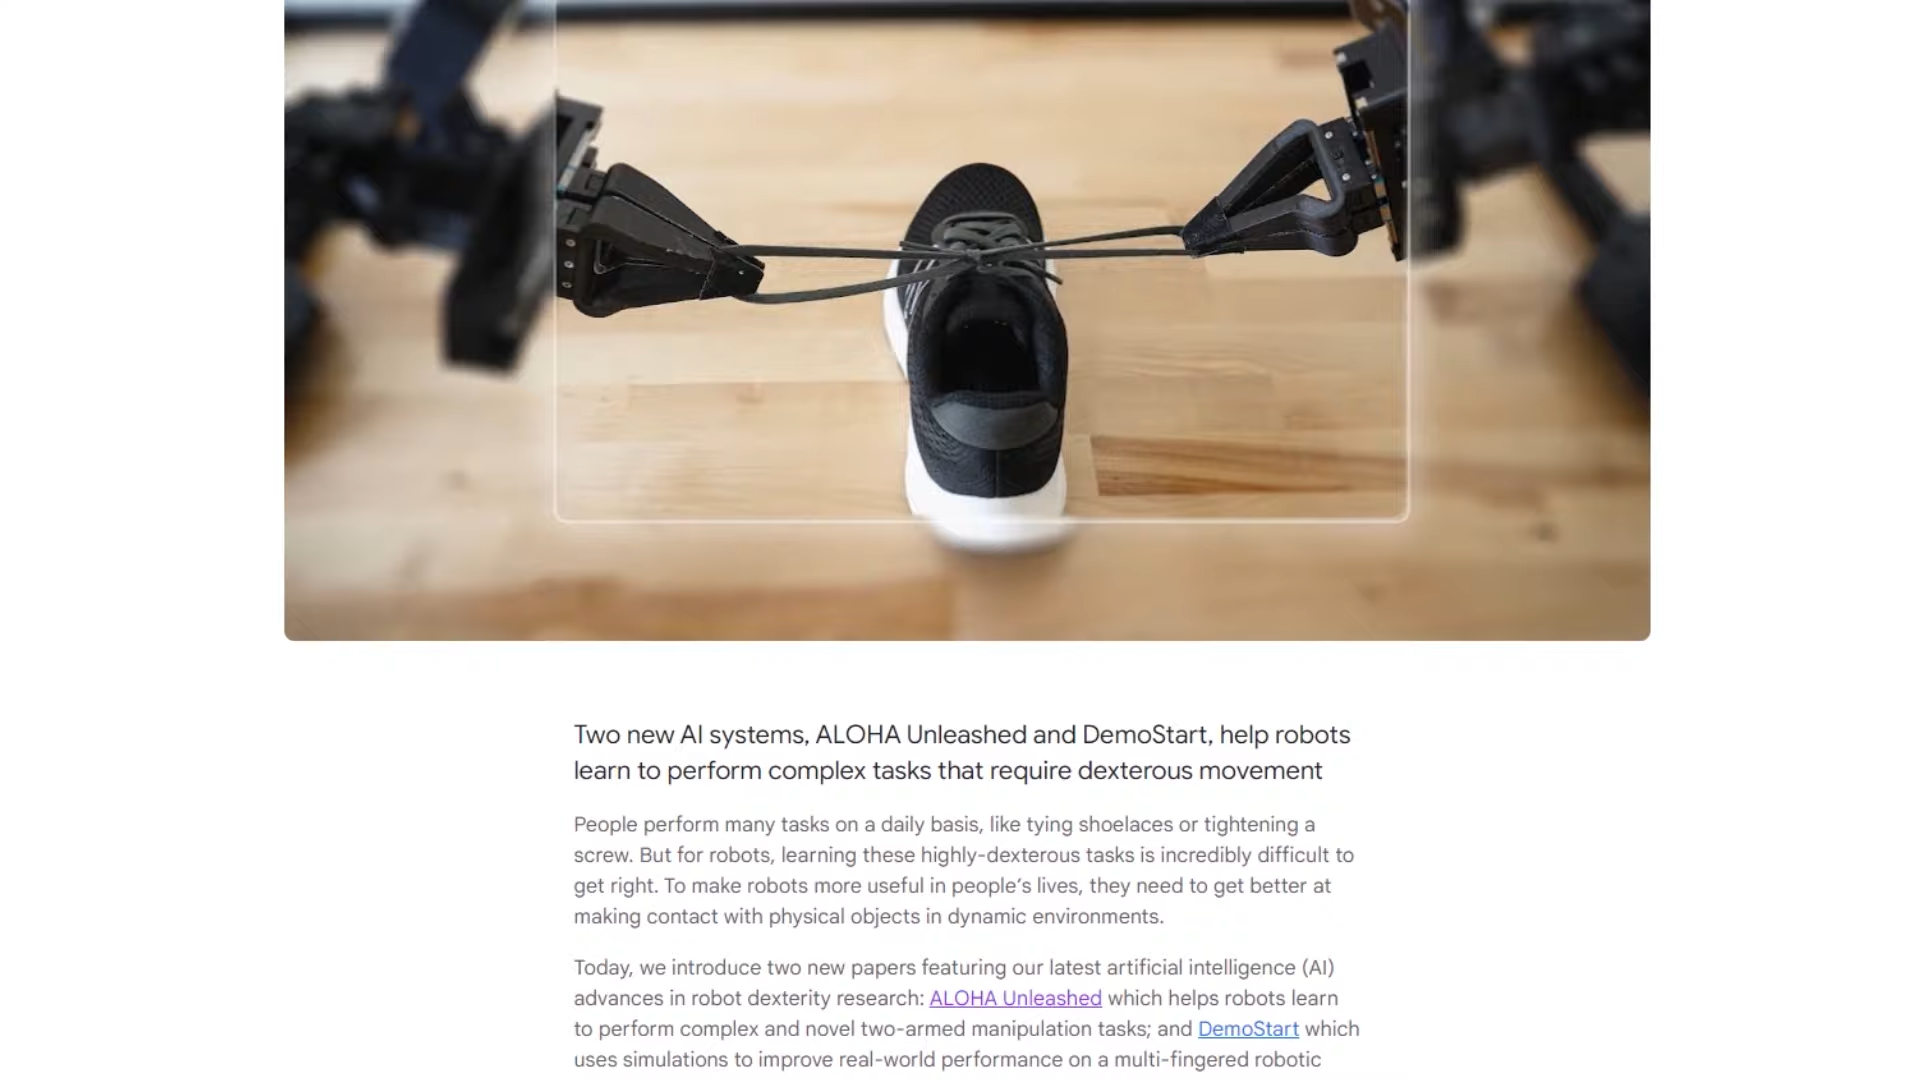 Two new AI systems, ALOHA Unleashed and DemoStart, help robots
learn to perform complex tasks that require dexterous movement
People perform many tasks on a daily basis, like tying shoelaces or tightening a
screw. But for robots, learning these highly-dexterous tasks is incredibly difficult to
get right. To make robots more useful in people’s lives, they need to get better at
making contact with physical objects in dynamic environments.
Today, we introduce two new papers featuring our latest artificial intelligence (AI)
advances in robot dexterity research: ALOHA Unleashed which helps robots learn
to perform complex and novel two-armed manipulation tasks; and DemoStart which
uses simulations to improve real-world performance on a multi-fingered robotic